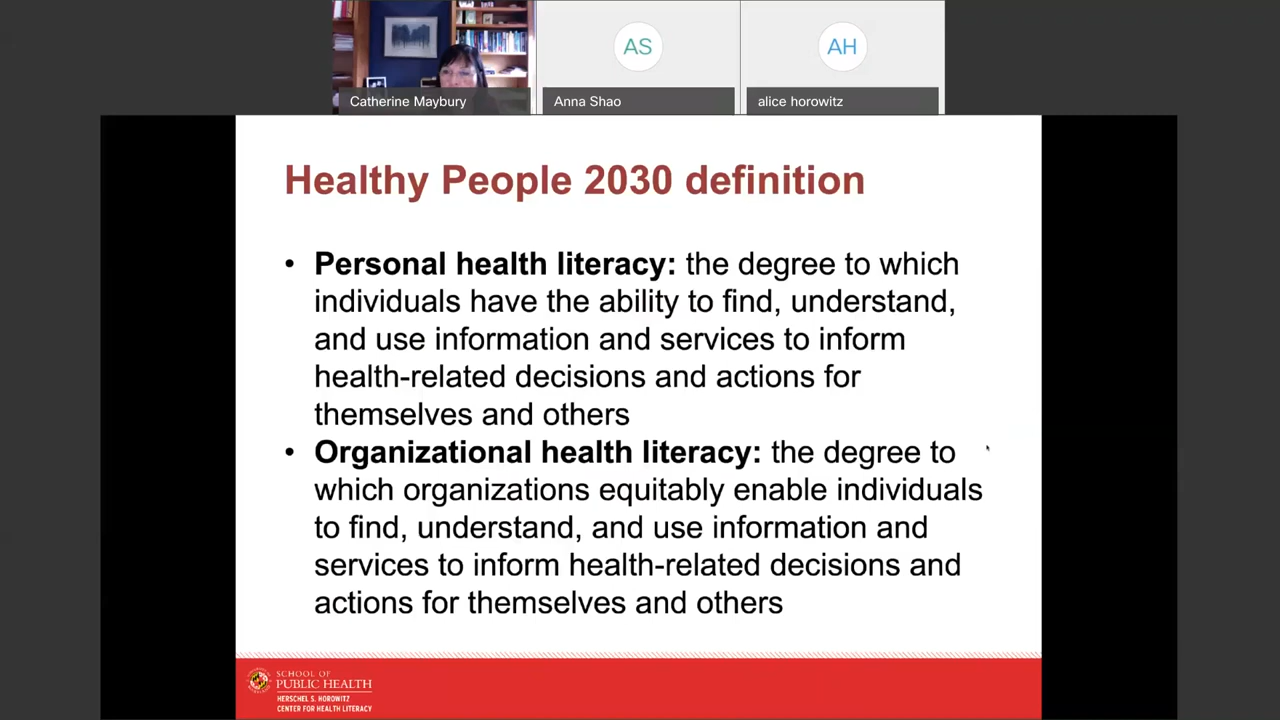 AS
AH
Catherine Maybury
Anna Shao
alice horowitz
Healthy People 2030 definition
• Personal health literacy: the degree to which
individuals have the ability to find, understand,
and use information and services to inform
health-related decisions and actions for
themselves and others
• Organizational health literacy: the degree to
which organizations equitably enable individuals
to find, understand, and use information and
services to inform health-related decisions and
actions for themselves and others
SCHOOL OF
PUBLIC HEALTH
HERSCHEL S. HOROWITZ
CENTER FOR HEALTH LITERACY